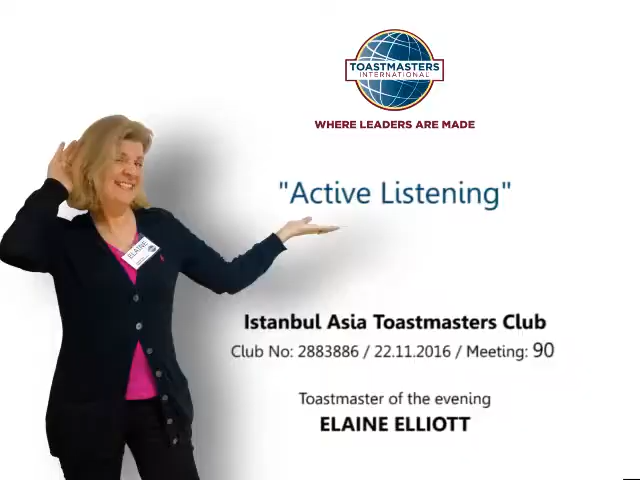 TOASTMASTERS
INTERNATIONAL
WHERE LEADERS ARE MADE
"Active Listening"
ELAINE
Istanbul Asia Toastmasters Club
Club No: 2883886 / 22.11.2016 / Meeting: 90
Toastmaster of the evening
ELAINE ELLIOTT